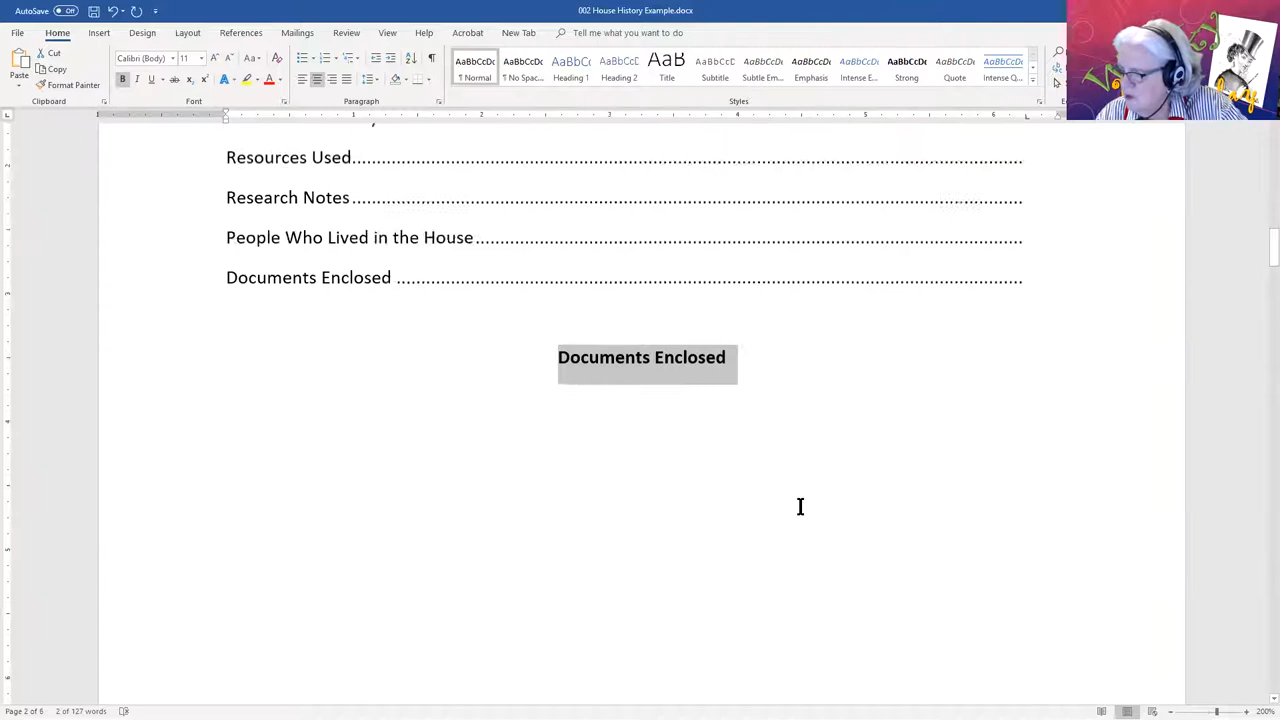 AutoSave Off
002 House History Example.docx
File Home Insert Design Layout References Mailings Review View Help Acrobat New Tab Tell me what you want to do
Paste
Cut
Copy
Format Painter
Clipboard
Calibri (Body) 11
Font
Paragraph
AaBbCcDc AaBbCcDc AaBbCc AaBbCcC AaB AaBbCcC AaBbCcDc AaBbCcDc AaBbCcDc AaBbCcDc AaBbCcDc AaBbCcDc
¶ Normal ¶ No Spac... Heading 1 Heading 2 Title Subtitle Subtle Em... Emphasis Intense E... Strong Quote Intense Q...
Styles
Resources Used
Research Notes
People Who Lived in the House
Documents Enclosed
Documents Enclosed
Page 2 of 6 2 of 127 words
200%